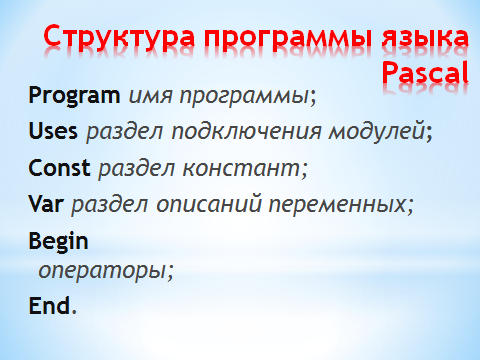 Структура программы языка
Pascal
Program имя программы;
Uses раздел подключения модулей;
Const раздел констант;
Var раздел описаний переменных;
Begin
операторы;
End.